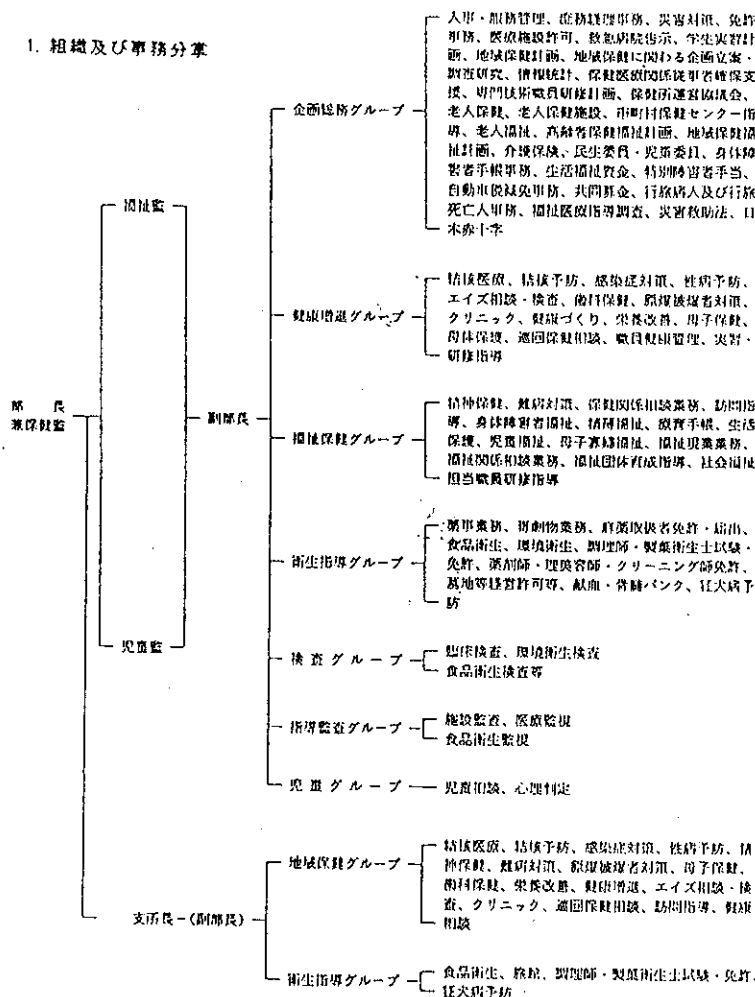 1. 組織及び事務分掌
部長
兼保健監
福祉監
児童監
副部長
企画総務グループ
人事・服務管理、庶務経理事務、災害対策、免許
事務、医療施設許可、救急病院告示、学生実習計
画、地域保健計画、地域保健に関わる企画立案・
調査研究、情報統計、保健医療関係従事者確保支
援、専門技術職員研修計画、保健所運営協議会、
老人保健、老人保健施設、市町村保健センター指
導、老人福祉、高齢者保健福祉計画、地域保健福
祉計画、介護保険、民生委員・児童委員、身体障
害者手帳事務、生活福祉資金、特別障害者手当、
自動車税減免事務、共同募金、行旅病人及び行旅
死亡人事務、福祉医療指導調査、災害救助法、日
本赤十字
健康増進グループ
結核医療、結核予防、感染症対策、性病予防、
エイズ相談・検査、歯科保健、原爆被爆者対策、
クリニック、健康づくり、栄養改善、母子保健、
母体保護、巡回保健相談、職員健康管理、実習・
研修指導
福祉保健グループ
精神保健、難病対策、保健関係相談業務、訪問指
導、身体障害者福祉、精薄福祉、療育手帳、生活
保護、児童福祉、母子寡婦福祉、福祉現業業務、
福祉関係相談業務、福祉団体育成指導、社会福祉
担当職員研修指導
衛生指導グループ
薬事業務、毒劇物業務、麻薬取扱者免許・届出、
食品衛生、環境衛生、調理師・製菓衛生士試験・
免許、薬剤師・理美容師・クリーニング師免許、
墓地等経営許可等、献血・骨髄バンク、狂犬病予
防
検査グループ
臨床検査、環境衛生検査
食品衛生検査等
指導監査グループ
施設監査、医療監視
食品衛生監視
児童グループ
児童相談、心理判定
支所長-(副部長)
地域保健グループ
結核医療、結核予防、感染症対策、性病予防、精
神保健、難病対策、原爆被爆者対策、母子保健、
歯科保健、栄養改善、健康増進、エイズ相談・検
査、クリニック、巡回保健相談、訪問指導、健康
相談
衛生指導グループ
食品衛生、旅館、調理師・製菓衛生士試験・免許、
狂犬病予防